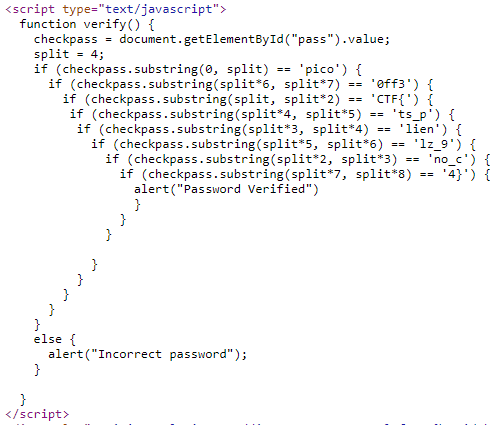 <script type="text/javascript">
  function verify() {
    checkpass = document.getElementById("pass").value;
    split = 4;
    if (checkpass.substring(0, split) == 'pico') {
      if (checkpass.substring(split*6, split*7) == '0ff3') {
        if (checkpass.substring(split, split*2) == 'CTF{') {
         if (checkpass.substring(split*4, split*5) == 'ts_p') {
          if (checkpass.substring(split*3, split*4) == 'lien') {
            if (checkpass.substring(split*5, split*6) == 'lz_9') {
              if (checkpass.substring(split*2, split*3) == 'no_c') {
                if (checkpass.substring(split*7, split*8) == '4}') {
                  alert("Password Verified")
                  }
                }
              }

            }
          }
        }
      }
    }
    else {
      alert("Incorrect password");
    }

  }
</script>